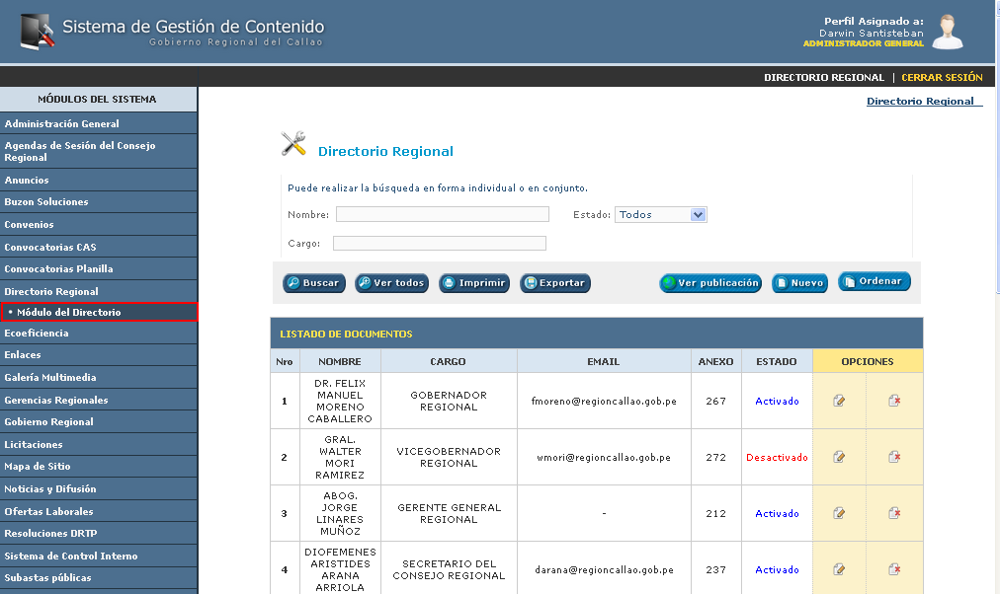 Sistema de Gestión de Contenido
Gobierno Regional del Callao
Perfil Asignado a:
Darwin Santisteban
ADMINISTRADOR GENERAL
DIRECTORIO REGIONAL | CERRAR SESIÓN
MÓDULOS DEL SISTEMA
Administración General
Agendas de Sesión del Consejo
Regional
Anuncios
Buzon Soluciones
Convenios
Convocatorias CAS
Convocatorias Planilla
Directorio Regional
• Módulo del Directorio
Ecoeficiencia
Enlaces
Galería Multimedia
Gerencias Regionales
Gobierno Regional
Licitaciones
Mapa de Sitio
Noticias y Difusión
Ofertas Laborales
Resoluciones DRTP
Sistema de Control Interno
Subastas públicas
Directorio Regional
Directorio Regional
Puede realizar la búsqueda en forma individual o en conjunto.
Nombre:
Estado: Todos
Cargo:
Buscar Ver todos Imprimir Exportar Ver publicación Nuevo Ordenar
LISTADO DE DOCUMENTOS
Nro NOMBRE CARGO EMAIL ANEXO ESTADO OPCIONES
1
DR. FELIX
MANUEL
MORENO
CABALLERO
GOBERNADOR
REGIONAL
fmoreno@regioncallao.gob.pe
267
Activado
2
GRAL.
WALTER
MORI
RAMIREZ
VICEGOBERNADOR
REGIONAL
wmori@regioncallao.gob.pe
272
Desactivado
3
ABOG.
JORGE
LINARES
MUÑOZ
GERENTE GENERAL
REGIONAL
-
212
Activado
4
DIOFEMENES
ARISTIDES
ARANA
ARRIOLA
SECRETARIO DEL
CONSEJO REGIONAL
darana@regioncallao.gob.pe
237
Activado